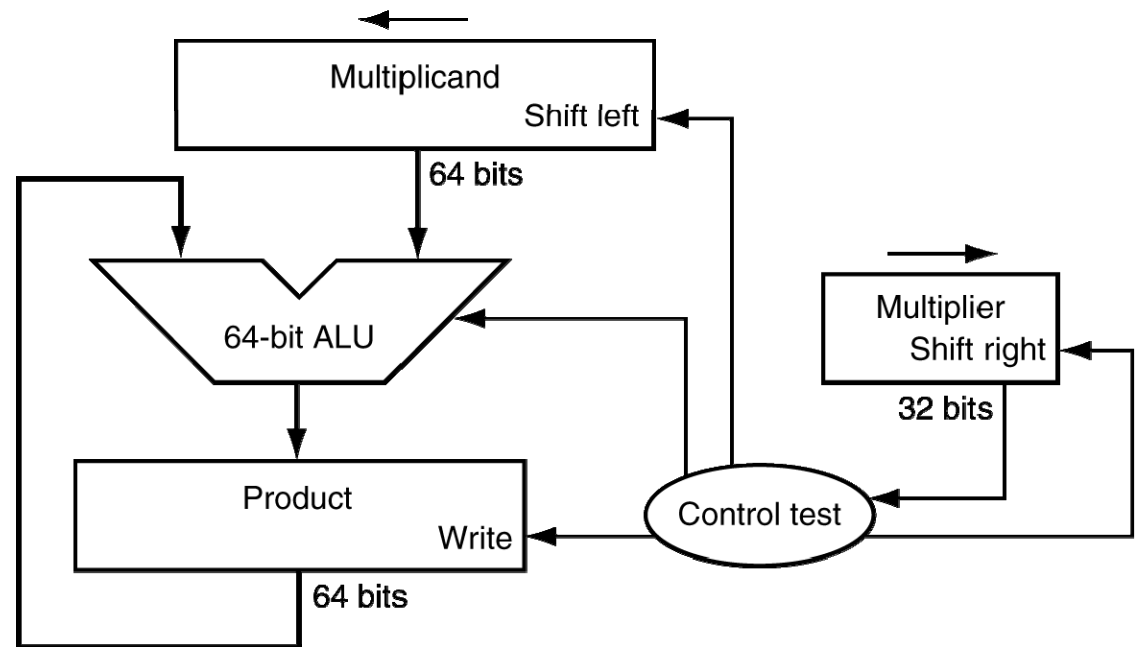 Multiplicand
Shift left
64 bits
64-bit ALU
Multiplier
Shift right
32 bits
Product
Write
Control test
64 bits